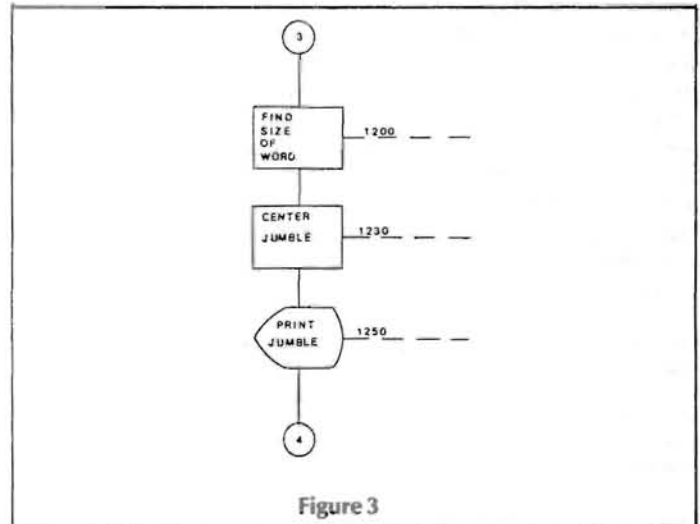 3
FIND
SIZE
OF
WORD
1200
CENTER
JUMBLE
1230
PRINT
JUMBLE
1250
4
Figure 3